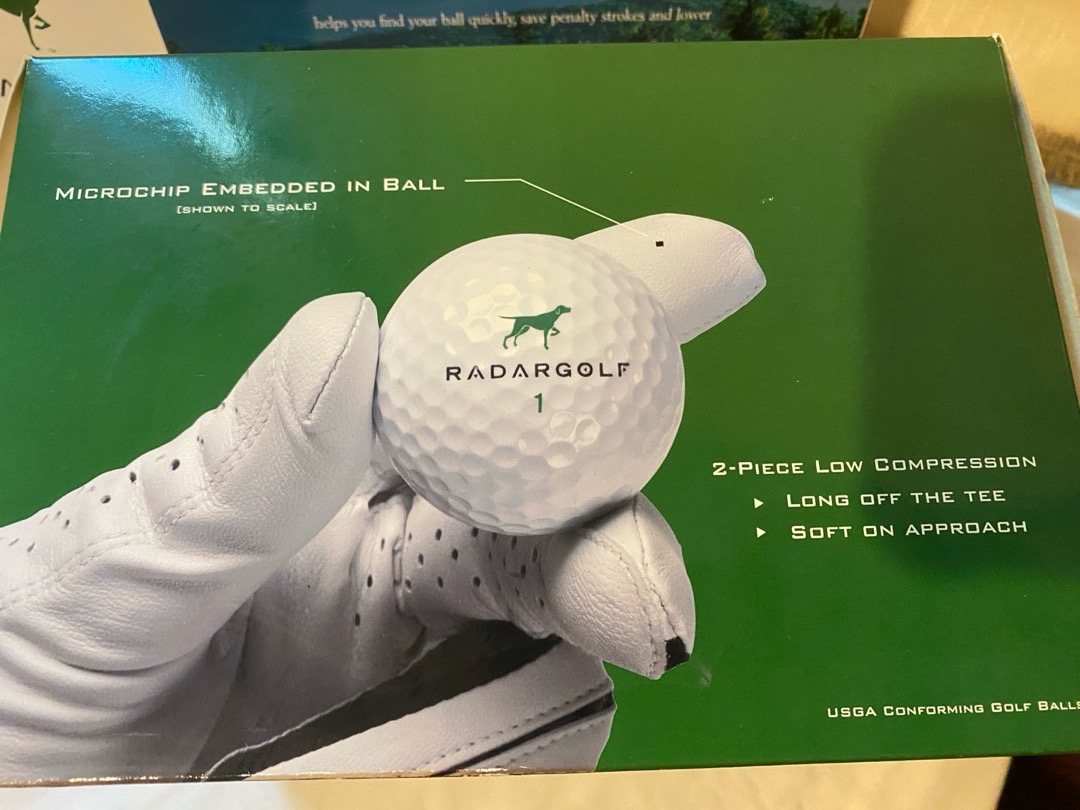 helps you find your ball quickly, save penalty strokes and lower
MICROCHIP EMBEDDED IN BALL
[SHOWN TO SCALE]
RADARGOLF
1
2-PIECE LOW COMPRESSION
LONG OFF THE TEE
SOFT ON APPROACH
USGA CONFORMING GOLF BALLS